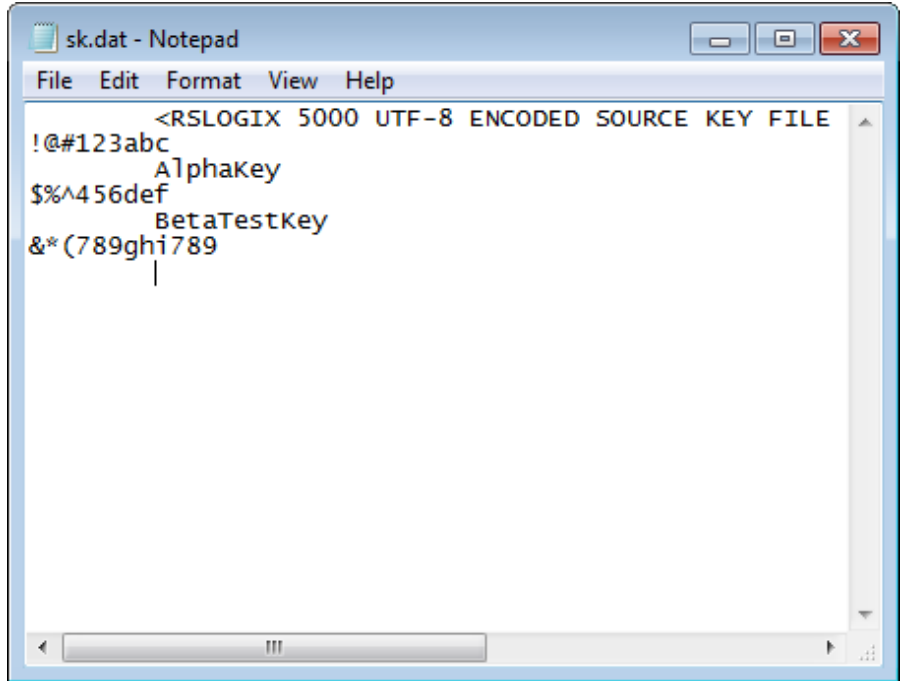 sk.dat - Notepad
File Edit Format View Help
<RSLOGIX 5000 UTF-8 ENCODED SOURCE KEY FILE
!@#123abc
AlphaKey
$%^456def
BetaTestKey
&*(789ghi789